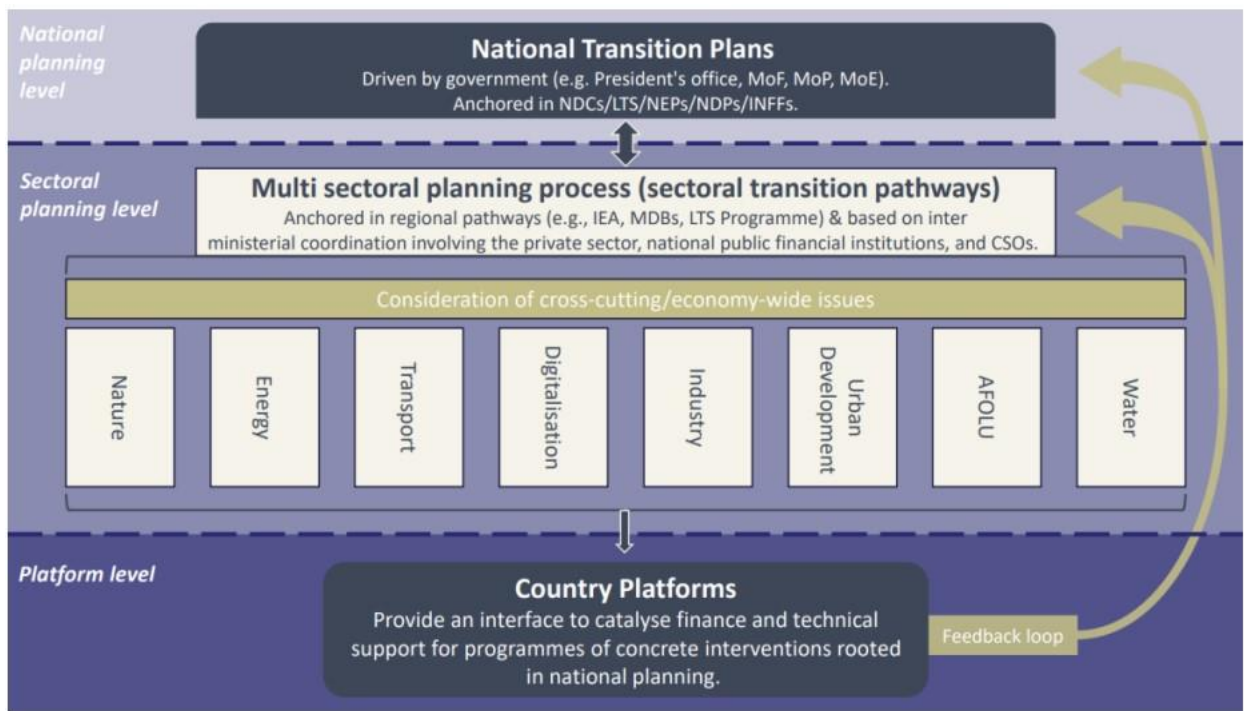 National
planning
level
National Transition Plans
Driven by government (e.g. President's office, MoF, MoP, MoE).
Anchored in NDCs/LTS/NEPs/NDPs/INFFs.
Sectoral
planning level
Multi sectoral planning process (sectoral transition pathways)
Anchored in regional pathways (e.g., IEA, MDBs, LTS Programme) & based on inter
ministerial coordination involving the private sector, national public financial institutions, and CSOs.
Consideration of cross-cutting/economy-wide issues
Nature
Energy
Transport
Digitalisation
Industry
Urban
Development
AFOLU
Water
Platform level
Country Platforms
Provide an interface to catalyse finance and technical
support for programmes of concrete interventions rooted
in national planning.
Feedback loop